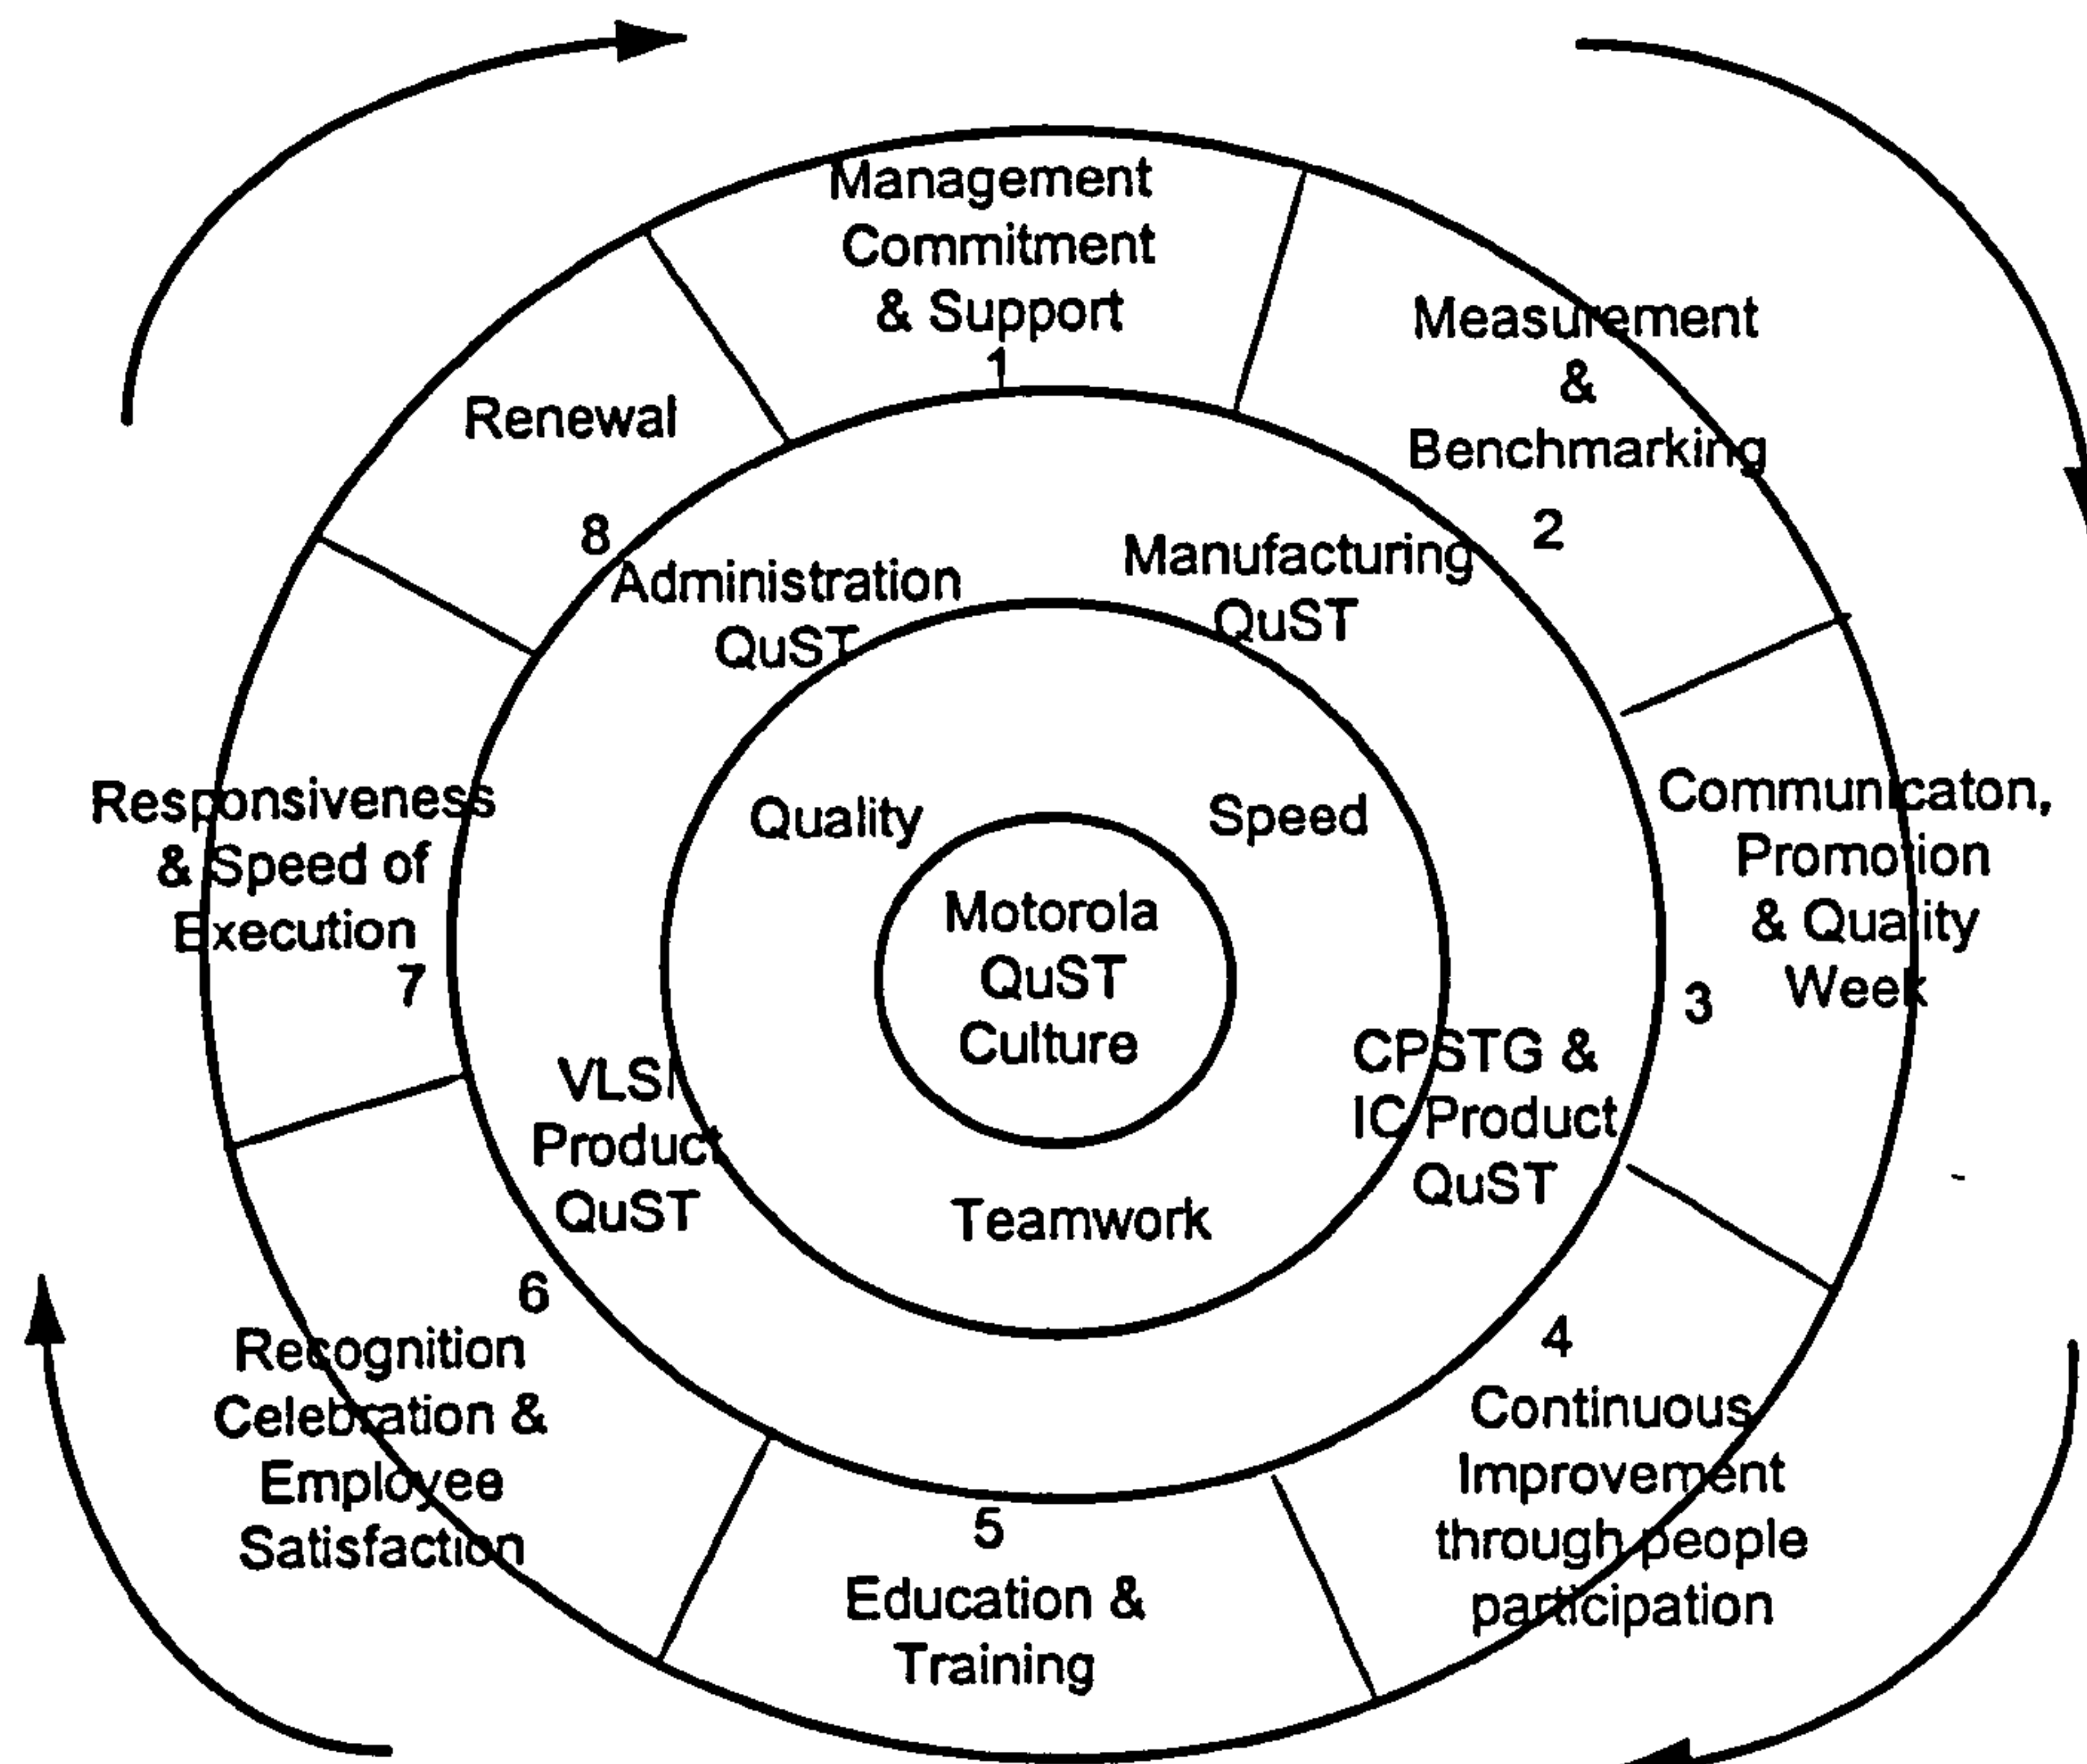 Management
Commitment
& Support
1
Measurement
&
Benchmarking
2
Communicaton,
Promotion
& Quality
Week
3
4
Continuous
Improvement
through people
participation
5
Education &
Training
6
Recognition
Celebration &
Employee
Satisfaction
Responsiveness
& Speed of
Execution
7
Renewal
8
Administration
QuST
Manufacturing
QuST
CPSTG &
IC Product
QuST
VLSI
Product
QuST
Quality
Speed
Teamwork
Motorola
QuST
Culture